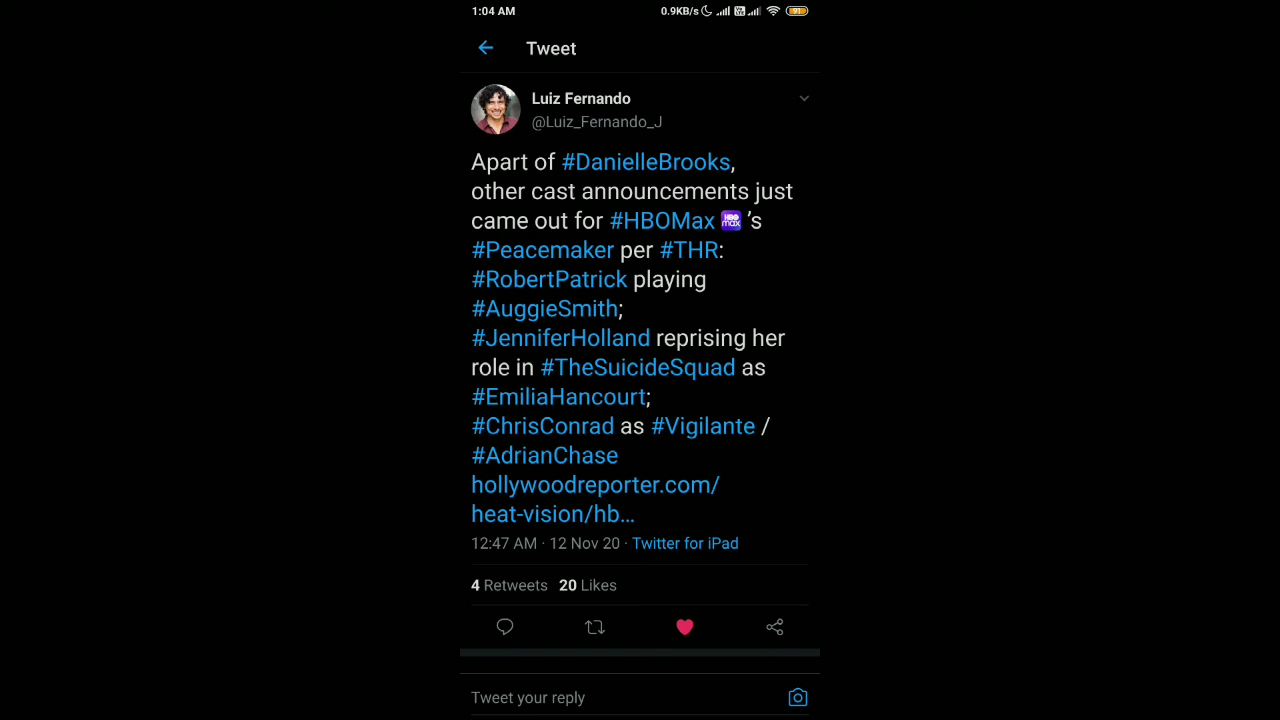 1:04 AM 0.9KB/s 91
Tweet
Luiz Fernando
@Luiz_Fernando_J
Apart of #DanielleBrooks,
other cast announcements just
came out for #HBOMax HBO max ’s
#Peacemaker per #THR:
#RobertPatrick playing
#AuggieSmith;
#JenniferHolland reprising her
role in #TheSuicideSquad as
#EmiliaHancourt;
#ChrisConrad as #Vigilante /
#AdrianChase
hollywoodreporter.com/
heat-vision/hb…
12:47 AM · 12 Nov 20 · Twitter for iPad
4 Retweets 20 Likes
Tweet your reply